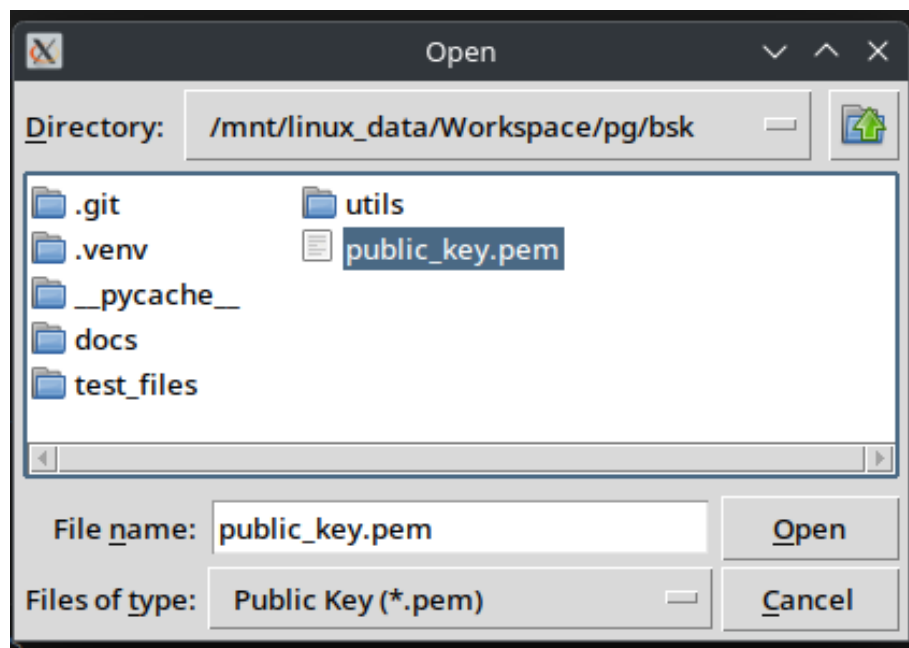 Open
Directory: /mnt/linux_data/Workspace/pg/bsk
.git utils
.venv public_key.pem
__pycache__
docs
test_files
File name: public_key.pem Open
Files of type: Public Key (*.pem) Cancel